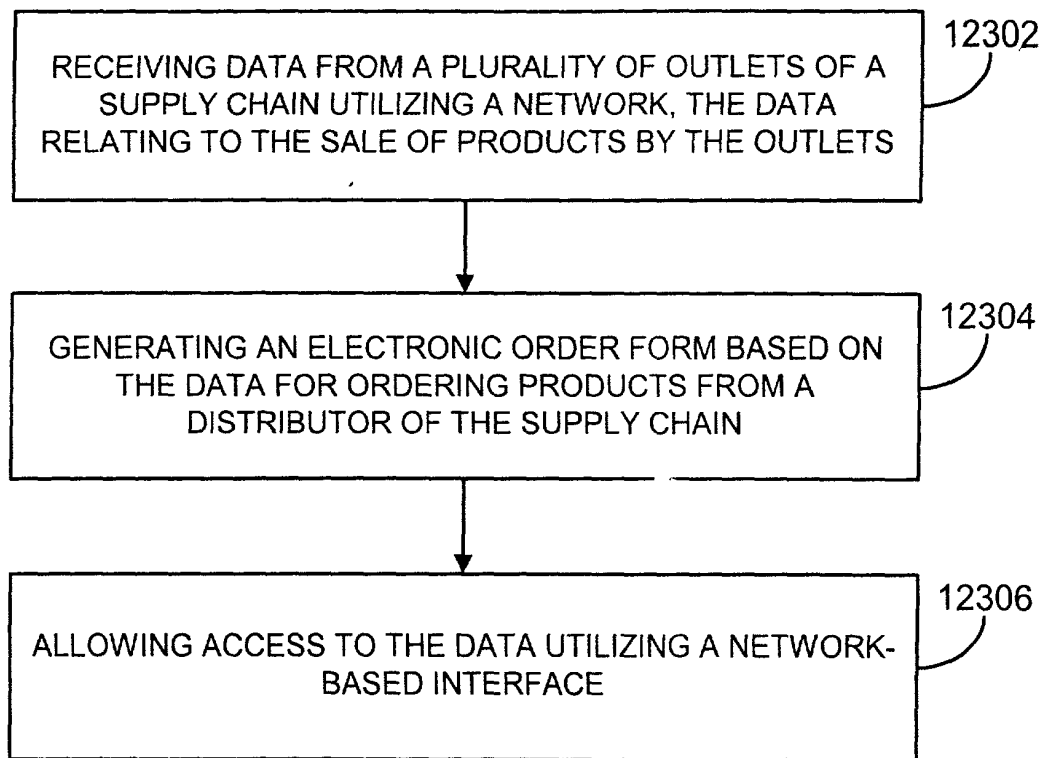 12302
RECEIVING DATA FROM A PLURALITY OF OUTLETS OF A
SUPPLY CHAIN UTILIZING A NETWORK, THE DATA
RELATING TO THE SALE OF PRODUCTS BY THE OUTLETS
12304
GENERATING AN ELECTRONIC ORDER FORM BASED ON
THE DATA FOR ORDERING PRODUCTS FROM A
DISTRIBUTOR OF THE SUPPLY CHAIN
12306
ALLOWING ACCESS TO THE DATA UTILIZING A NETWORK-
BASED INTERFACE